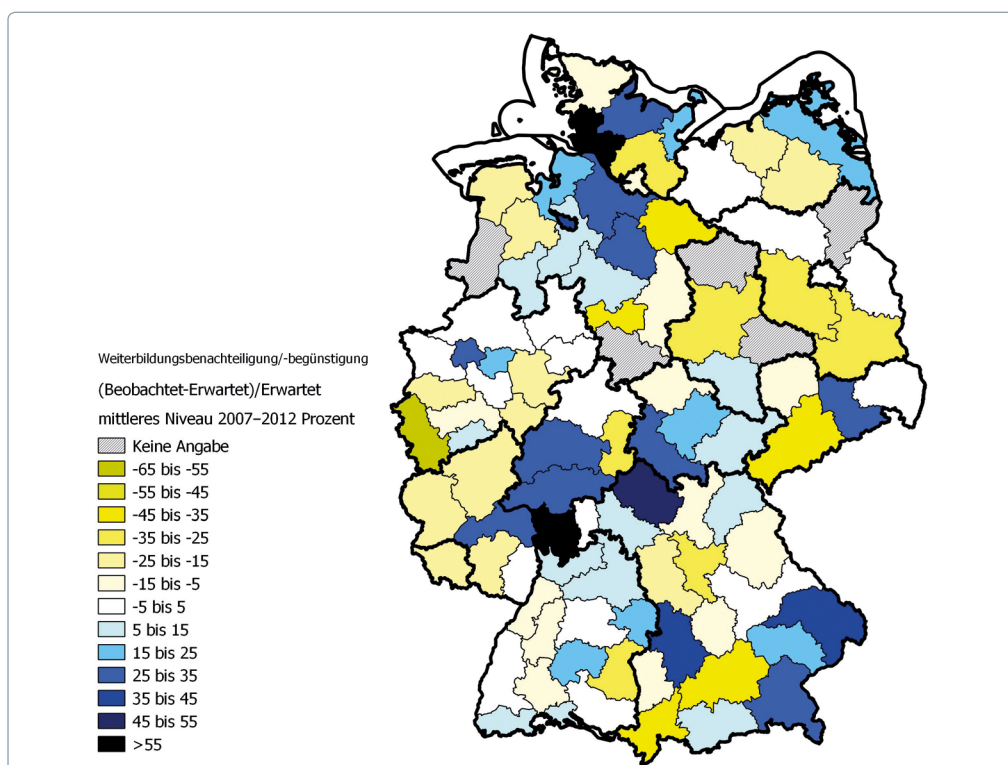 Weiterbildungsbenachteiligung/-begünstigung
(Beobachtet-Erwartet)/Erwartet
mittleres Niveau 2007–2012 Prozent
Keine Angabe
-65 bis -55
-55 bis -45
-45 bis -35
-35 bis -25
-25 bis -15
-15 bis -5
-5 bis 5
5 bis 15
15 bis 25
25 bis 35
35 bis 45
45 bis 55
>55